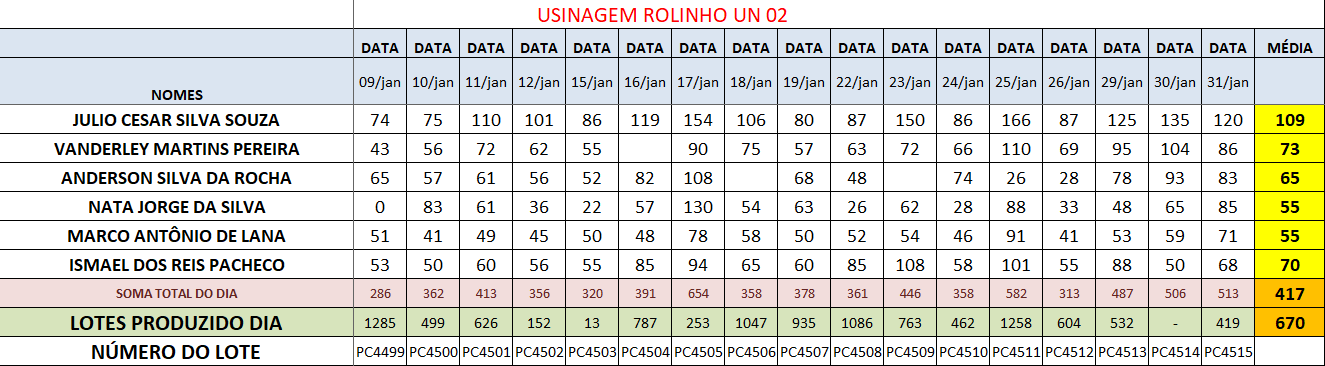 USINAGEM ROLINHO UN 02
DATA DATA DATA DATA DATA DATA DATA DATA DATA DATA DATA DATA DATA DATA DATA DATA DATA MÉDIA
NOMES 09/jan 10/jan 11/jan 12/jan 15/jan 16/jan 17/jan 18/jan 19/jan 22/jan 23/jan 24/jan 25/jan 26/jan 29/jan 30/jan 31/jan
JULIO CESAR SILVA SOUZA 74 75 110 101 86 119 154 106 80 87 150 86 166 87 125 135 120 109
VANDERLEY MARTINS PEREIRA 43 56 72 62 55 90 75 57 63 72 66 110 69 95 104 86 73
ANDERSON SILVA DA ROCHA 65 57 61 56 52 82 108 68 48 74 26 28 78 93 83 65
NATA JORGE DA SILVA 0 83 61 36 22 57 130 54 63 26 62 28 88 33 48 65 85 55
MARCO ANTÔNIO DE LANA 51 41 49 45 50 48 78 58 50 52 54 46 91 41 53 59 71 55
ISMAEL DOS REIS PACHECO 53 50 60 56 55 85 94 65 60 85 108 58 101 55 88 50 68 70
SOMA TOTAL DO DIA 286 362 413 356 320 391 654 358 378 361 446 358 582 313 487 506 513 417
LOTES PRODUZIDO DIA 1285 499 626 152 13 787 253 1047 935 1086 763 462 1258 604 532 - 419 670
NÚMERO DO LOTE PC4499 PC4500 PC4501 PC4502 PC4503 PC4504 PC4505 PC4506 PC4507 PC4508 PC4509 PC4510 PC4511 PC4512 PC4513 PC4514 PC4515